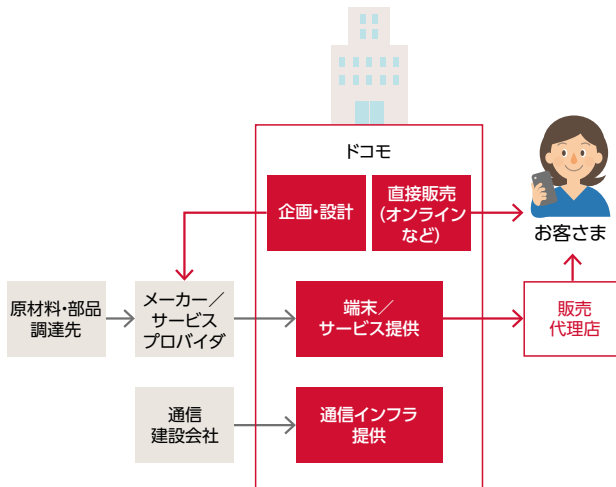 ドコモ
企画・設計
直接販売
(オンライン
など)
お客さま
原材料・部品
調達先
メーカー／
サービス
プロバイダ
端末／
サービス提供
販売
代理店
通信
建設会社
通信インフラ
提供